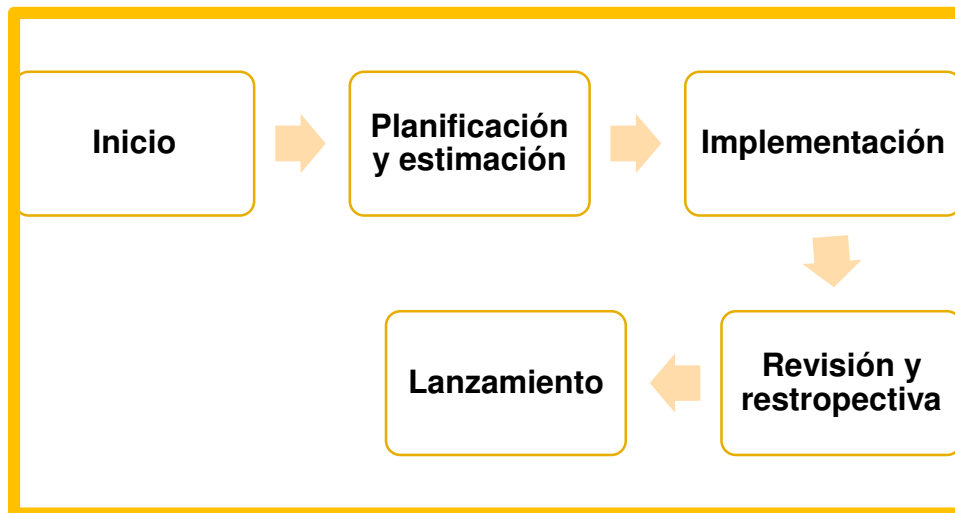 Inicio
Planificación
y estimación
Implementación
Revisión y
restropectiva
Lanzamiento